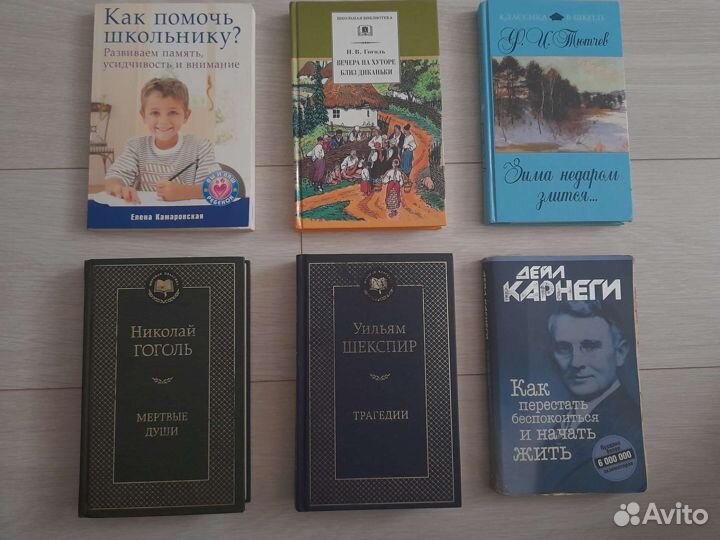 Как помочь
школьнику?
Развиваем память,
усидчивость и внимание
Елена Камаровская
ШКОЛЬНАЯ БИБЛИОТЕКА
Н. В. Гоголь
ВЕЧЕРА НА ХУТОРЕ
БЛИЗ ДИКАНЬКИ
КЛАССИКА В ШКОЛЕ
Ф. И. Тютчев
Зима недаром
злится...
Николай
ГОГОЛЬ
МЕРТВЫЕ
ДУШИ
Уильям
ШЕКСПИР
ТРАГЕДИИ
ДЕЙЛ
КАРНЕГИ
Как
перестать
беспокоиться
и начать
жить
6 000 000
Avito